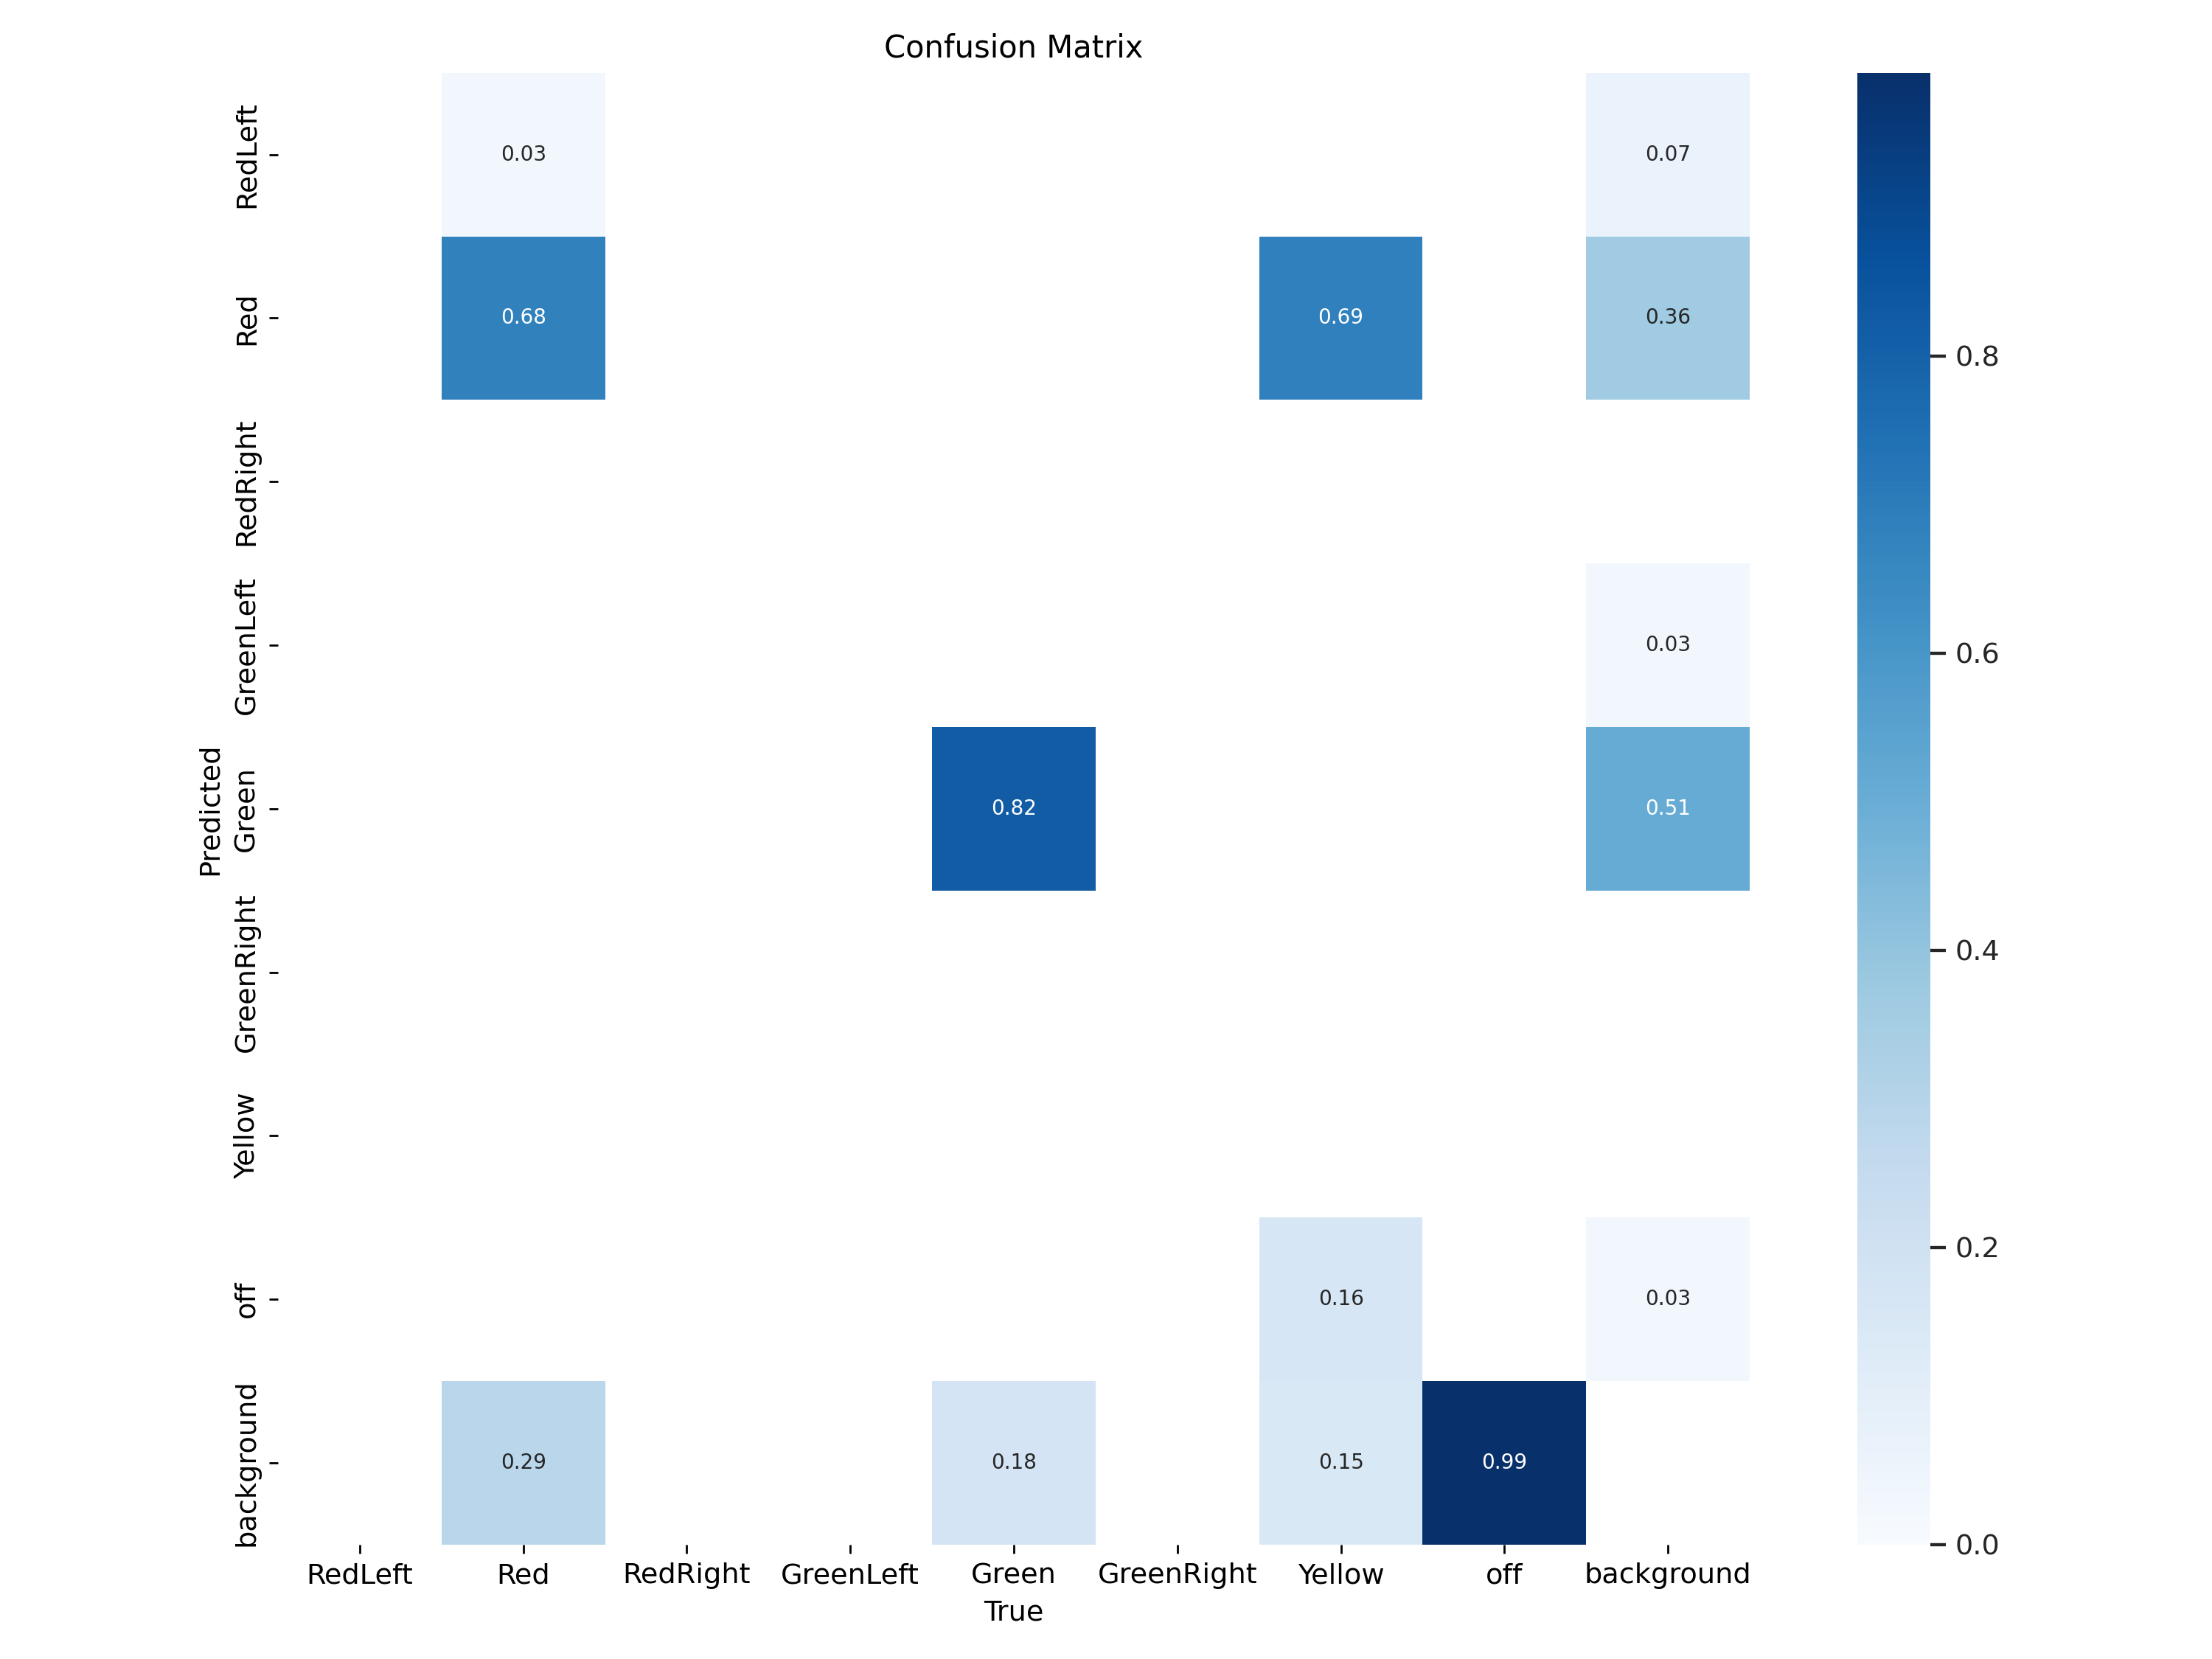 Confusion Matrix
RedLeft
0.03
0.07
Red
0.68
0.69
0.36
0.8
RedRight
GreenLeft
0.03
0.6
Predicted
Green
0.82
0.51
GreenRight
0.4
Yellow
off
0.16
0.03
0.2
background
0.29
0.18
0.15
0.99
0.0
RedLeft Red RedRight GreenLeft Green GreenRight Yellow off background
True